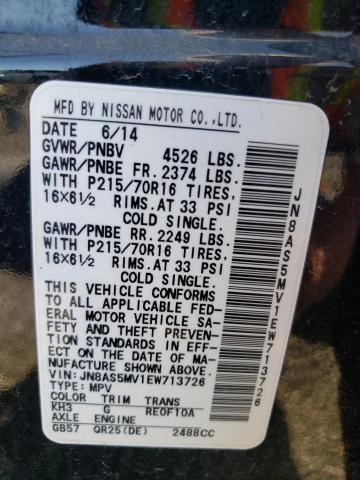 MFD BY NISSAN MOTOR CO.,LTD.
DATE 6/14
GVWR/PNBV 4526 LBS.
GAWR/PNBE FR. 2374 LBS.
WITH P215/70R16 TIRES,
16X6½ RIMS.AT 33 PSI
COLD SINGLE.
GAWR/PNBE RR. 2249 LBS.
WITH P215/70R16 TIRES,
16X6½ RIMS.AT 33 PSI
COLD SINGLE.
THIS VEHICLE CONFORMS
TO ALL APPLICABLE FED-
ERAL MOTOR VEHICLE SA-
FETY AND THEFT PREVENTION
STANDARDS IN EFFECT
ON THE DATE OF MA-
NUFACTURE SHOWN ABOVE.
VIN:JN8AS5MV1EW713726
TYPE: MPV
COLOR TRIM TRANS
KH3 G RE0F10A
AXLE ENGINE
GB57 QR25(DE) 2488CC
JN8AS5MV1EW713726